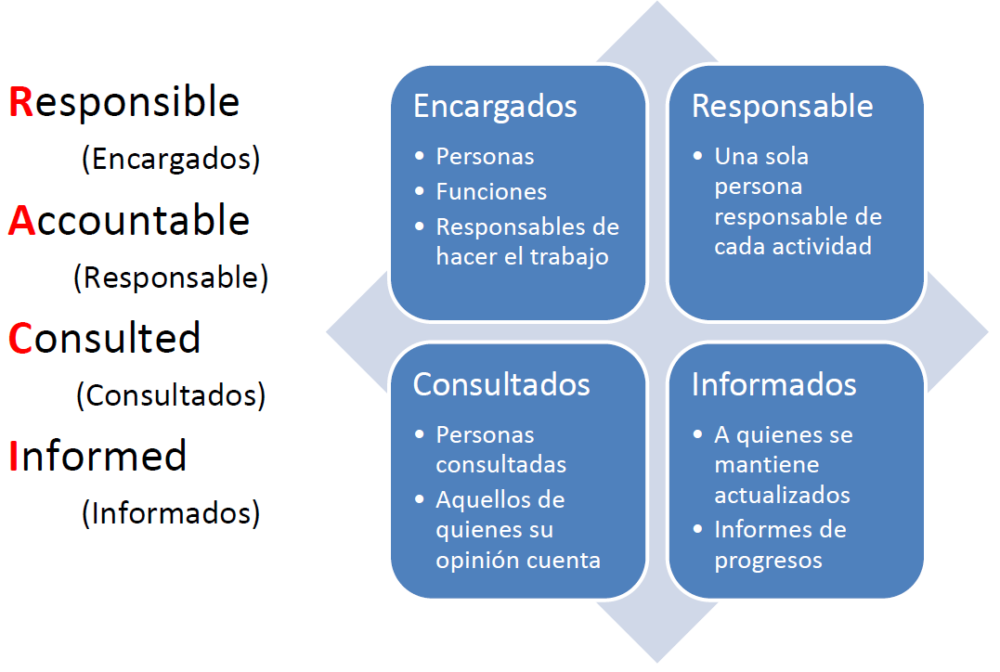 Responsible
(Encargados)
Accountable
(Responsable)
Consulted
(Consultados)
Informed
(Informados)
Encargados
• Personas
• Funciones
• Responsables de
hacer el trabajo
Responsable
• Una sola
persona
responsable de
cada actividad
Consultados
• Personas
consultadas
• Aquellos de
quienes su
opinión cuenta
Informados
• A quienes se
mantiene
actualizados
• Informes de
progresos